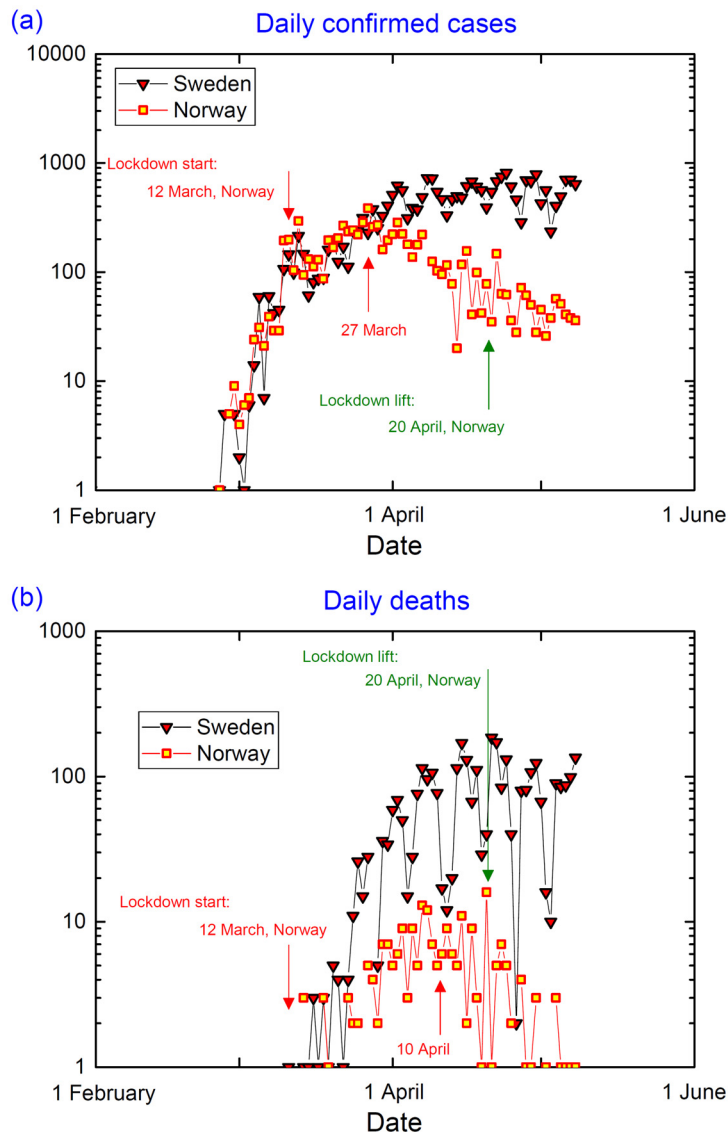 (a)
Daily confirmed cases
10000
Sweden
Norway
Lockdown start:
12 March, Norway
1000
100
27 March
10
Lockdown lift:
20 April, Norway
1
1 February
1 April
1 June
Date
(b)
Daily deaths
1000
Lockdown lift:
20 April, Norway
Sweden
Norway
100
Lockdown start:
12 March, Norway
10
10 April
1
1 February
1 April
1 June
Date